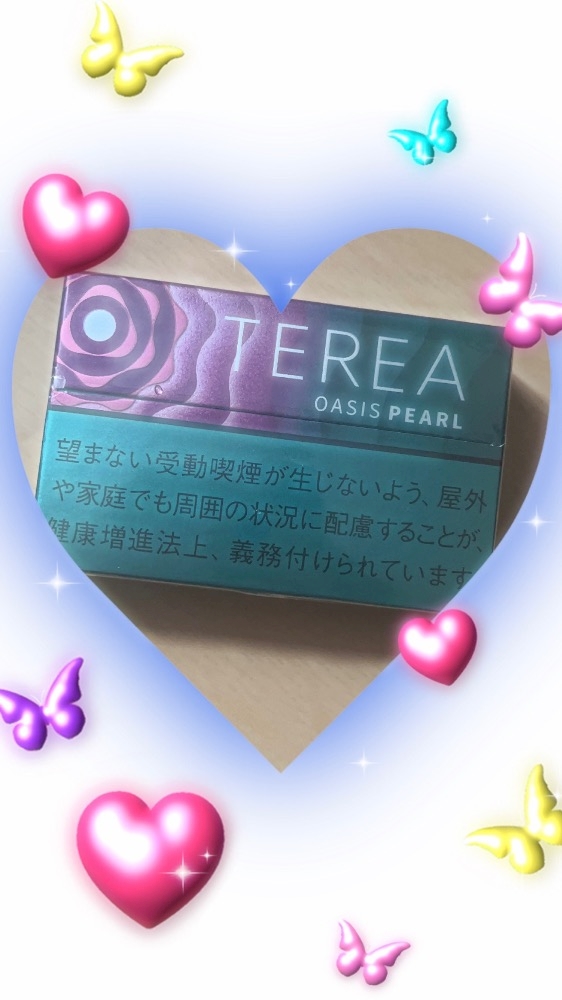 TEREA
OASIS PEARL
望まない受動喫煙が生じないよう、屋外
や家庭でも周囲の状況に配慮することが、
健康増進法上、義務付けられています